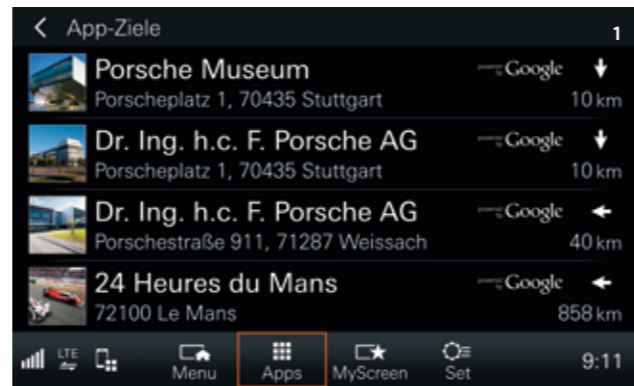 App-Ziele
1
Porsche Museum
Google
Porscheplatz 1, 70435 Stuttgart
10 km
Dr. Ing. h.c. F. Porsche AG
Google
Porscheplatz 1, 70435 Stuttgart
10 km
Dr. Ing. h.c. F. Porsche AG
Google
Porschestraße 911, 71287 Weissach
40 km
24 Heures du Mans
Google
72100 Le Mans
858 km
LTE
Menu
Apps
MyScreen
Set
9:11